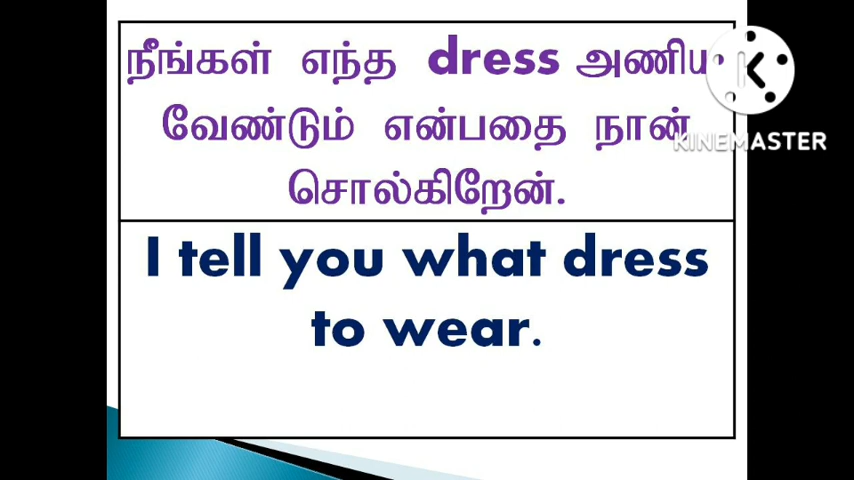 நீங்கள் எந்த dress அணிய
வேண்டும் என்பதை நான்
சொல்கிறேன்.
I tell you what dress
to wear.
KINEMASTER